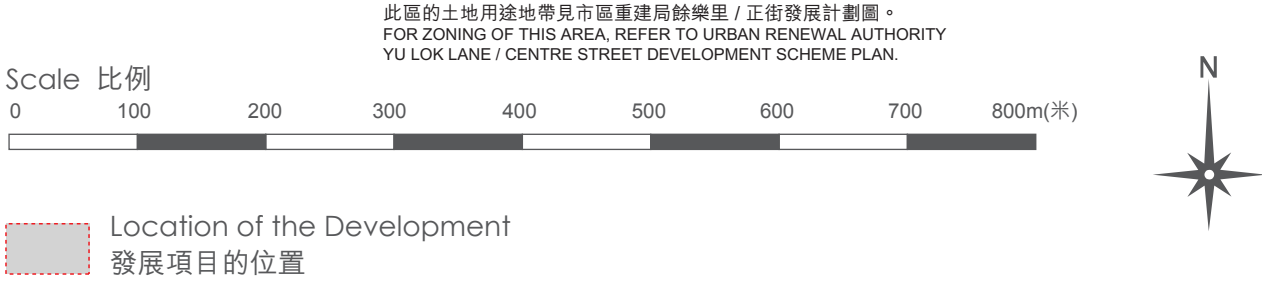 此區的土地用途地帶見市區重建局餘樂里 / 正街發展計劃圖。
FOR ZONING OF THIS AREA, REFER TO URBAN RENEWAL AUTHORITY
YU LOK LANE / CENTRE STREET DEVELOPMENT SCHEME PLAN.
Scale 比例
0 100 200 300 400 500 600 700 800m(米)
N
Location of the Development
發展項目的位置